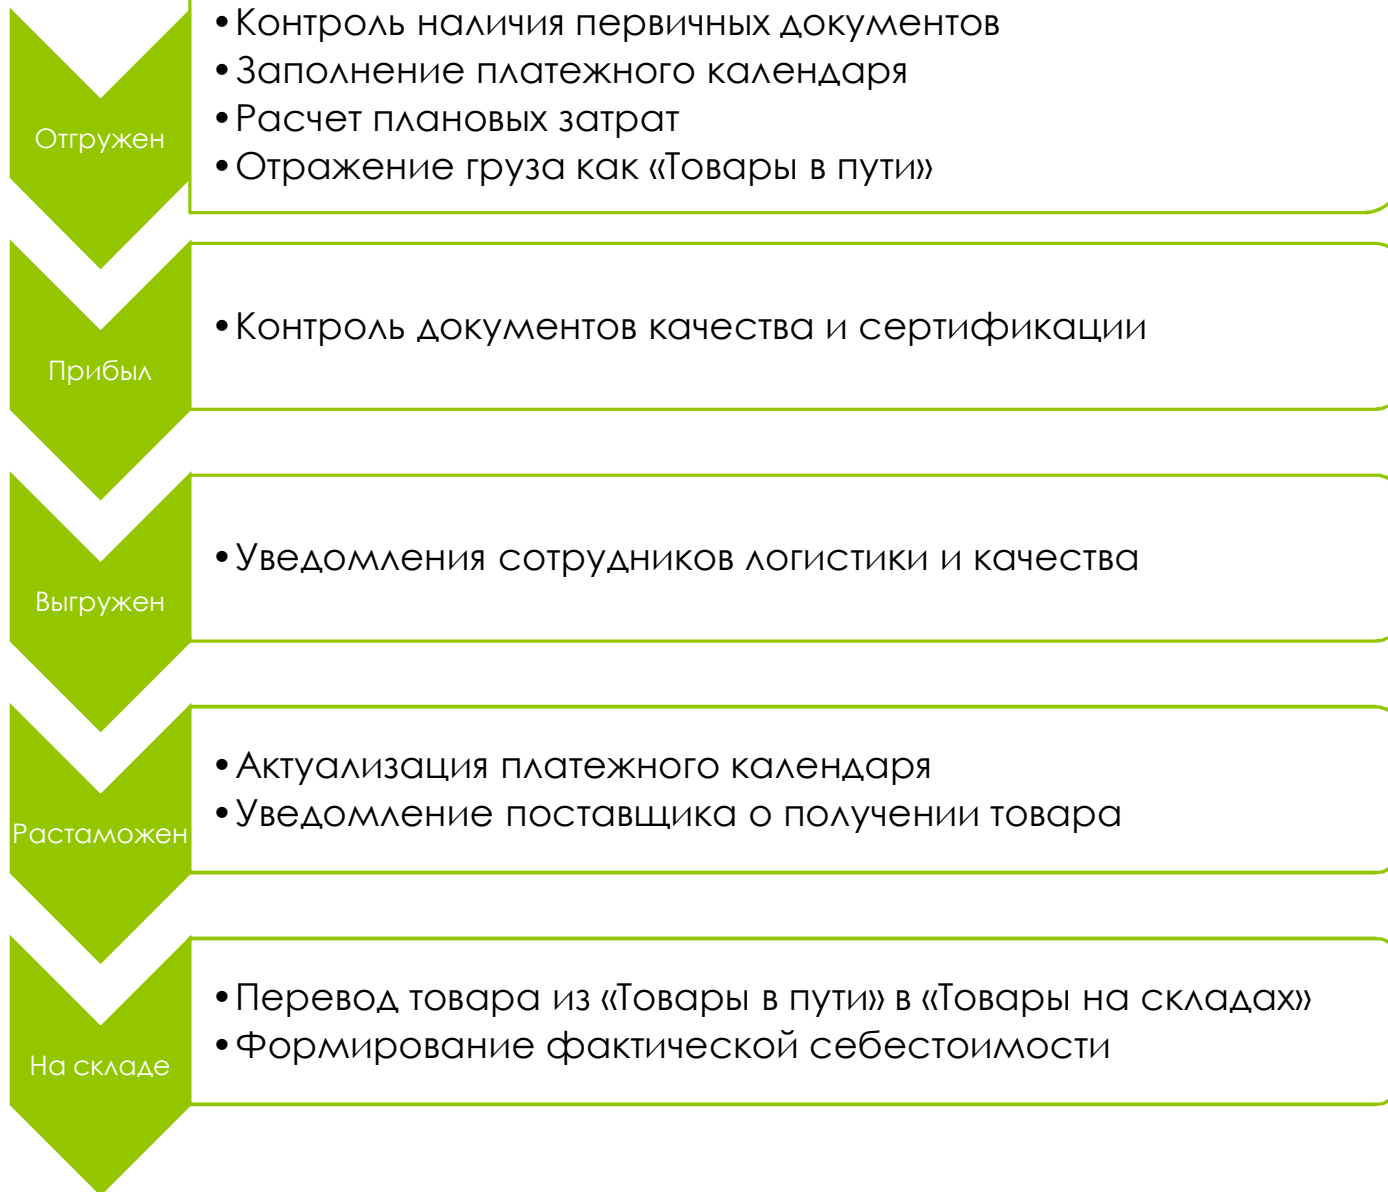 •Контроль наличия первичных документов
•Заполнение платежного календаря
•Расчет плановых затрат
•Отражение груза как «Товары в пути»
Отгружен
•Контроль документов качества и сертификации
Прибыл
•Уведомления сотрудников логистики и качества
Выгружен
•Актуализация платежного календаря
•Уведомление поставщика о получении товара
Растаможен
•Перевод товара из «Товары в пути» в «Товары на складах»
•Формирование фактической себестоимости
На складе